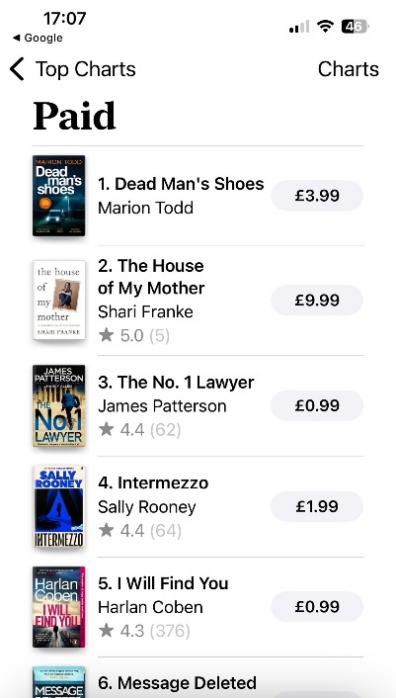 17:07
Google
46
Top Charts
Charts
Paid
MARION TODD
Dead
man's
shoes
1. Dead Man's Shoes
Marion Todd
£3.99
the house
of
my
mother
SHARI FRANKE
2. The House
of My Mother
Shari Franke
5.0 (5)
£9.99
JAMES
PATTERSON
THE
No.1
LAWYER
3. The No. 1 Lawyer
James Patterson
4.4 (62)
£0.99
SALLY
ROONEY
INTERMEZZO
4. Intermezzo
Sally Rooney
4.4 (64)
£1.99
Harlan
Coben
I WILL
FIND YOU
5. I Will Find You
Harlan Coben
4.3 (376)
£0.99
MESSAGE
6. Message Deleted